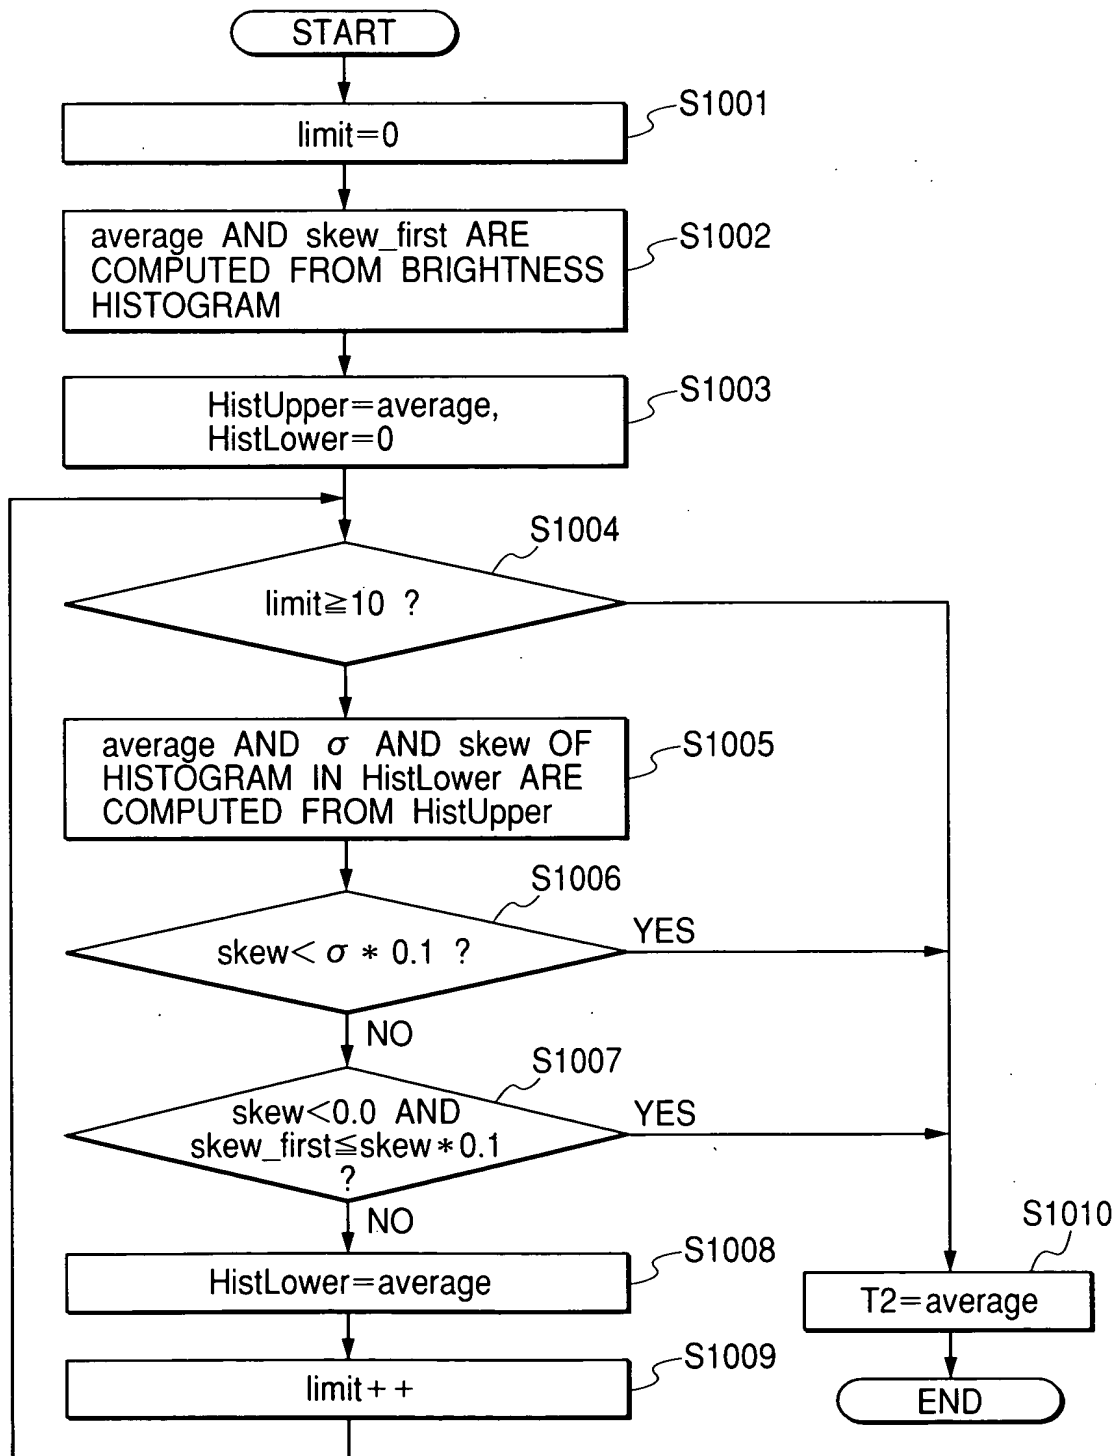 START
limit=0
S1001
average AND skew_first ARE
COMPUTED FROM BRIGHTNESS
HISTOGRAM
S1002
HistUpper=average,
HistLower=0
S1003
S1004
limit≧10 ?
average AND σ AND skew OF
HISTOGRAM IN HistLower ARE
COMPUTED FROM HistUpper
S1005
S1006
skew< σ * 0.1 ?
YES
NO
S1007
skew<0.0 AND
skew_first≦skew*0.1
?
YES
NO
S1008
HistLower=average
S1010
T2=average
S1009
limit++
END